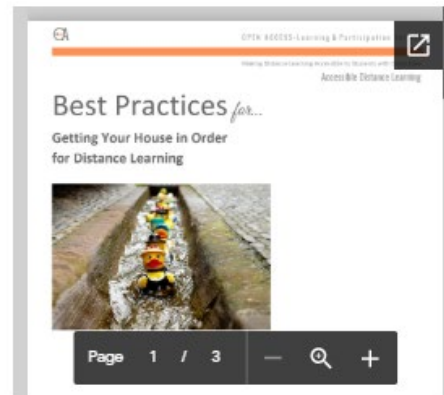 OPEN ACCESS-Learning & Participation
Accessible Distance Learning
Best Practices for...
Getting Your House in Order
for Distance Learning
Page 1 / 3